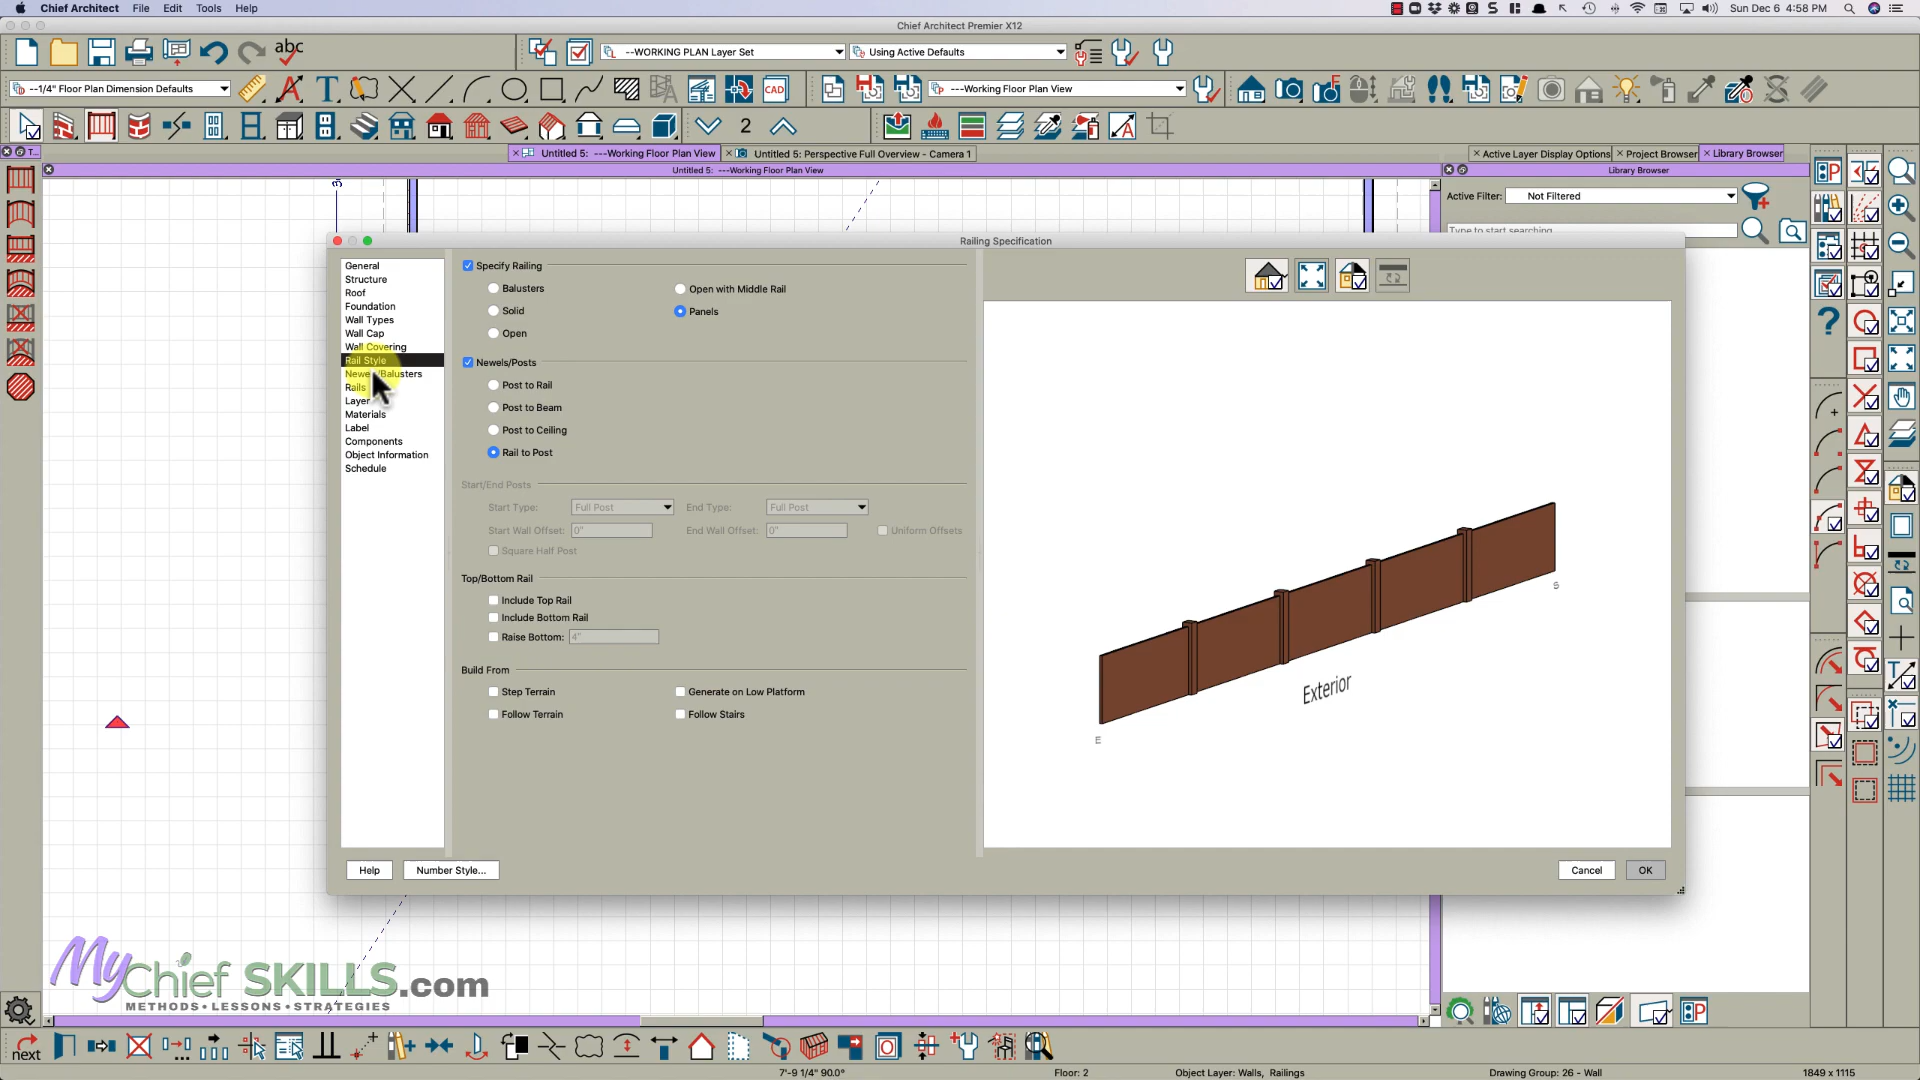 Chief Architect File Edit Tools Help Sun Dec 6 4:58 PM
Chief Architect Premier X12
abc --WORKING PLAN Layer Set Using Active Defaults
--1/4" Floor Plan Dimension Defaults T CAD ---Working Floor Plan View
2
Untitled 5: ---Working Floor Plan View Untitled 5: Perspective Full Overview - Camera 1 Active Layer Display Options Project Browser Library Browser
Untitled 5: ---Working Floor Plan View Library Browser
Active Filter: Not Filtered
Type to start searching
Railing Specification
General
Structure
Roof
Foundation
Wall Types
Wall Cap
Wall Covering
Rail Style
Newels/Balusters
Rails
Layer
Materials
Label
Components
Object Information
Schedule
Specify Railing
Balusters Open with Middle Rail
Solid Panels
Open
Newels/Posts
Post to Rail
Post to Beam
Post to Ceiling
Rail to Post
Start/End Posts
Start Type: Full Post End Type: Full Post
Start Wall Offset: 0" End Wall Offset: 0" Uniform Offsets
Square Half Post
Top/Bottom Rail
Include Top Rail
Include Bottom Rail
Raise Bottom: 4"
Build From
Step Terrain Generate on Low Platform
Follow Terrain Follow Stairs
S
Exterior
E
Help Number Style... Cancel OK
MyChief SKILLS.com
METHODS • LESSONS • STRATEGIES
next
7'-9 1/4" 90.0° Floor: 2 Object Layer: Walls, Railings Drawing Group: 26 - Wall 1849 x 1115